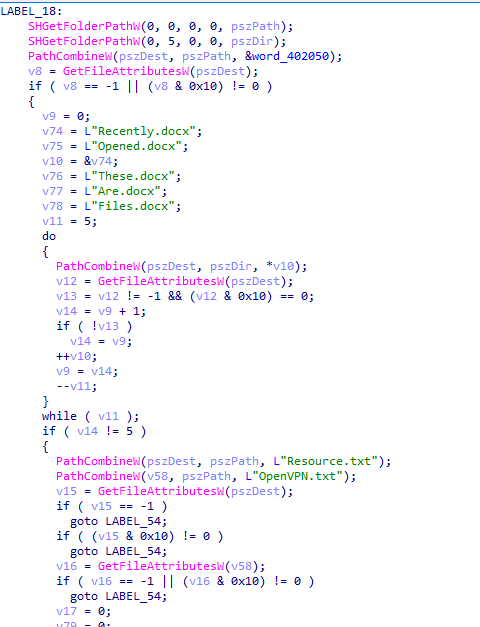 LABEL_18:
SHGetFolderPathW(0, 0, 0, 0, pszPath);
SHGetFolderPathW(0, 5, 0, 0, pszDir);
PathCombineW(pszDest, pszPath, &word_402050);
v8 = GetFileAttributesW(pszDest);
if ( v8 == -1 || (v8 & 0x10) != 0 )
{
v9 = 0;
v74 = L"Recently.docx";
v75 = L"Opened.docx";
v10 = &v74;
v76 = L"These.docx";
v77 = L"Are.docx";
v78 = L"Files.docx";
v11 = 5;
do
{
PathCombineW(pszDest, pszDir, *v10);
v12 = GetFileAttributesW(pszDest);
v13 = v12 != -1 && (v12 & 0x10) == 0;
v14 = v9 + 1;
if ( !v13 )
v14 = v9;
++v10;
v9 = v14;
--v11;
}
while ( v11 );
if ( v14 != 5 )
{
PathCombineW(pszDest, pszPath, L"Resource.txt");
PathCombineW(v58, pszPath, L"OpenVPN.txt");
v15 = GetFileAttributesW(pszDest);
if ( v15 == -1 )
goto LABEL_54;
if ( (v15 & 0x10) != 0 )
goto LABEL_54;
v16 = GetFileAttributesW(v58);
if ( v16 == -1 || (v16 & 0x10) != 0 )
goto LABEL_54;
v17 = 0;
v79 = 0;